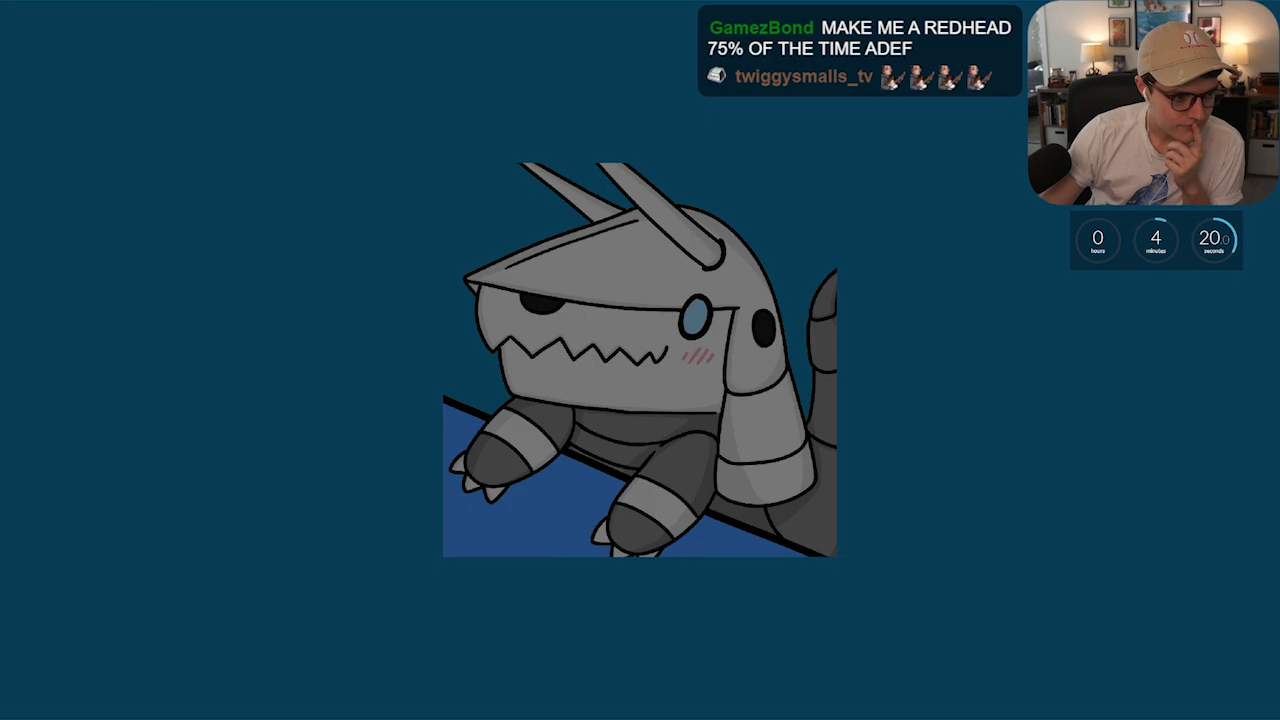 GamezBond MAKE ME A REDHEAD
75% OF THE TIME ADEF
twiggysmalls_tv
0
hours
4
minutes
20.0
seconds